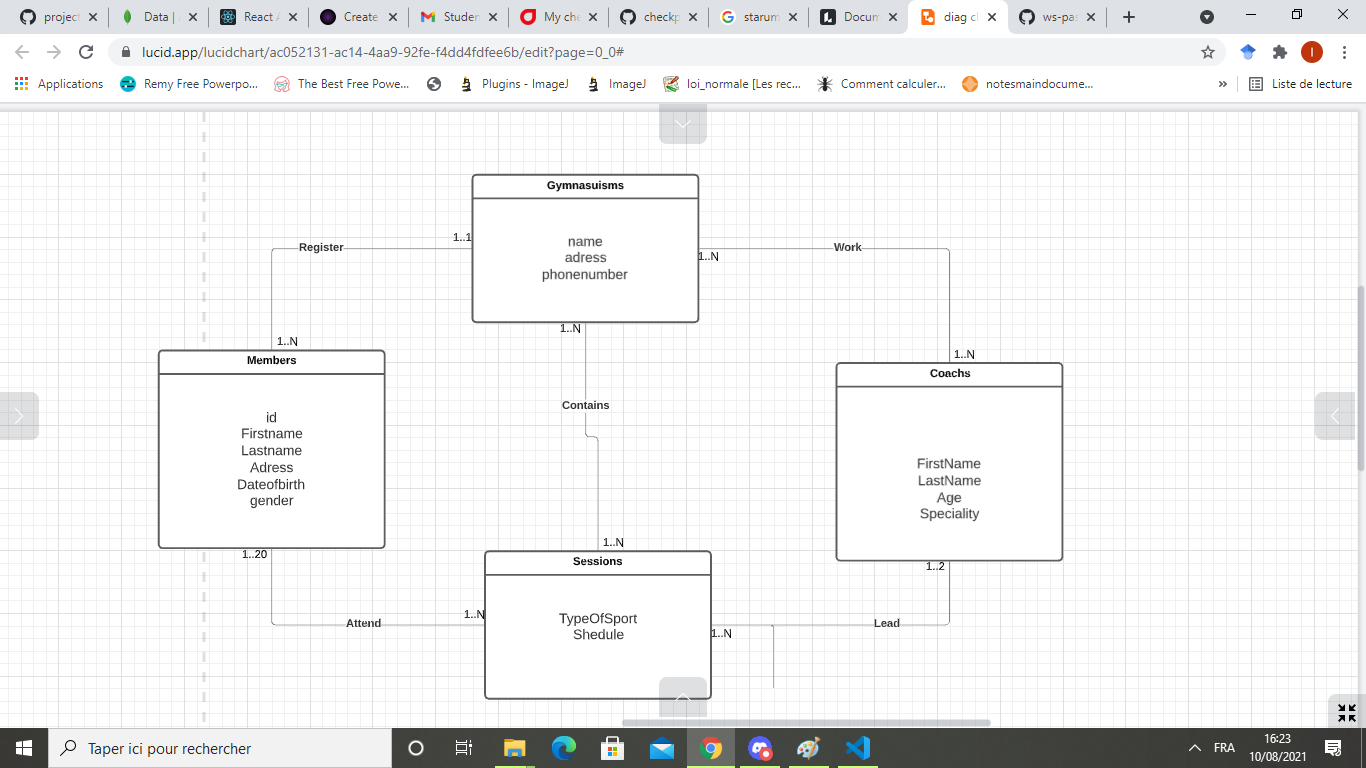 project
Data |
React
Create
Studen
My che
checkp
starum
Docum
diag cl
ws-pas
lucid.app/lucidchart/ac052131-ac14-4aa9-92fe-f4dd4fdfee6b/edit?page=0_0#
I
Applications
Remy Free Powerpo...
The Best Free Powe...
Plugins - ImageJ
ImageJ
loi_normale [Les rec...
Comment calculer...
notesmaindocume...
»
Liste de lecture
Gymnasuisms
name
adress
phonenumber
Register
1..1
1..N
Work
1..N
1..N
1..N
Members
id
Firstname
Lastname
Adress
Dateofbirth
gender
Contains
Coachs
FirstName
LastName
Age
Speciality
1..N
1..20
Sessions
TypeOfSport
Shedule
1..2
Attend
1..N
1..N
Lead
Taper ici pour rechercher
FRA
16:23
10/08/2021